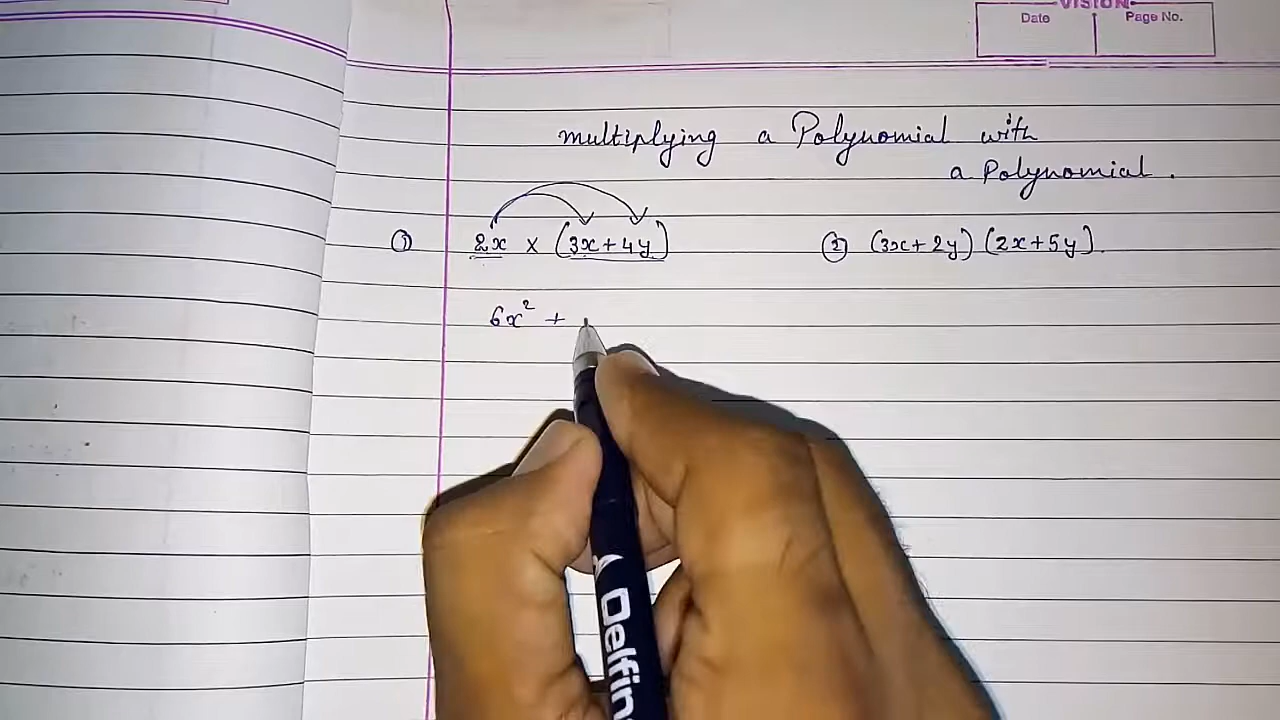 VISION
Date Page No.
multiplying a Polynomial with
a Polynomial.
① 2x × (3x+4y)
② (3x+2y) (2x+5y).
6x² +
Delfin